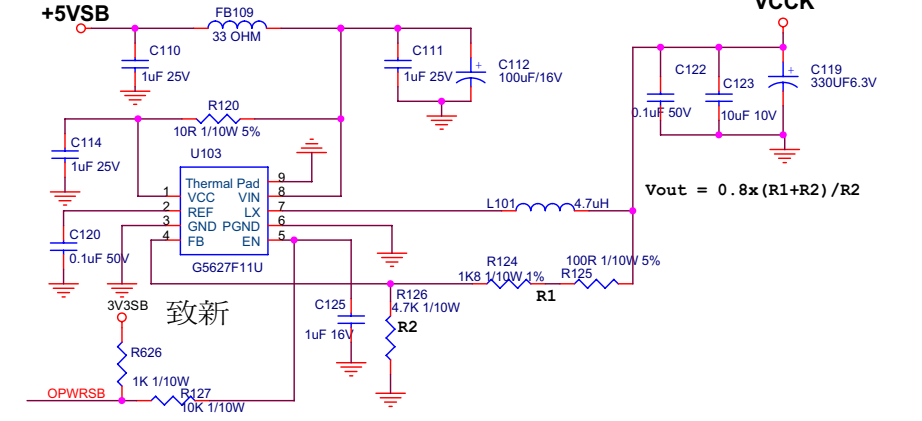 +5VSB
FB109
33 OHM
VCCK
C110
1uF 25V
C111
1uF 25V
C112
100uF/16V
C122
0.1uF 50V
C123
10uF 10V
C119
330UF6.3V
R120
10R 1/10W 5%
C114
1uF 25V
U103
Thermal Pad 9
1 VCC VIN 8
2 REF LX 7
3 GND PGND 6
4 FB EN 5
G5627F11U
L101 4.7uH
Vout = 0.8x(R1+R2)/R2
C120
0.1uF 50V
R124
1K8 1/10W 1%
100R 1/10W 5%
R125
R1
3V3SB
致新
C125
1uF 16V
R126
4.7K 1/10W
R2
R626
1K 1/10W
OPWRSB
R127
10K 1/10W